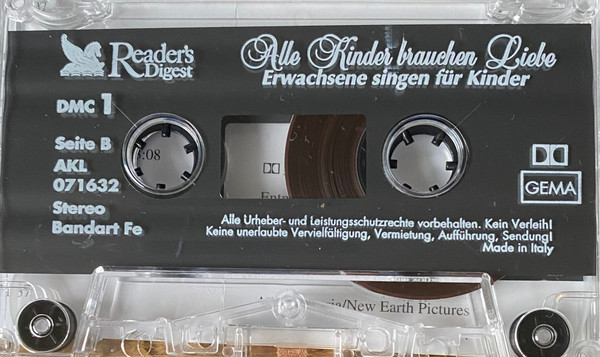 Reader's
Digest
Alle Kinder brauchen Liebe
Erwachsene singen für Kinder
DMC 1
Seite B
AKL
071632
Stereo
Bandart Fe
:08
GEMA
Alle Urheber- und Leistungsschutzrechte vorbehalten. Kein Verleih!
Keine unerlaubte Vervielfältigung, Vermietung, Aufführung, Sendung!
Made in Italy
/New Earth Pictures